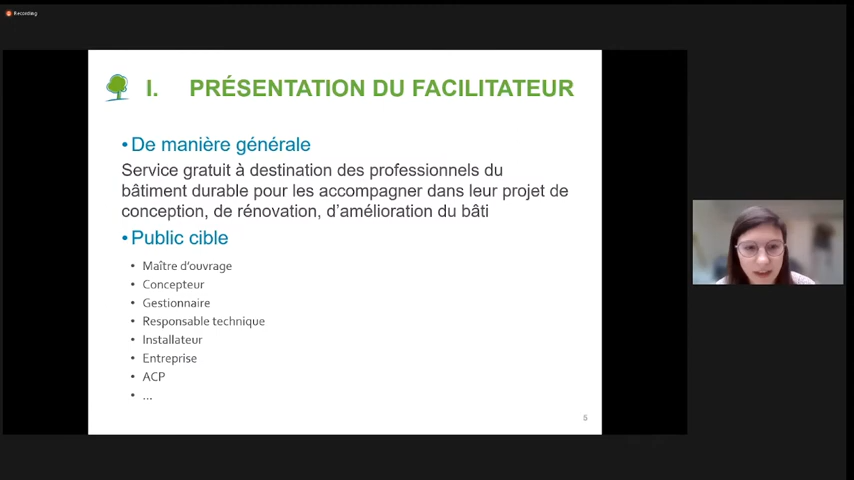 Recording
I. PRÉSENTATION DU FACILITATEUR
•De manière générale
Service gratuit à destination des professionnels du
bâtiment durable pour les accompagner dans leur projet de
conception, de rénovation, d'amélioration du bâti
•Public cible
• Maître d'ouvrage
• Concepteur
• Gestionnaire
• Responsable technique
• Installateur
• Entreprise
• ACP
• ...
5